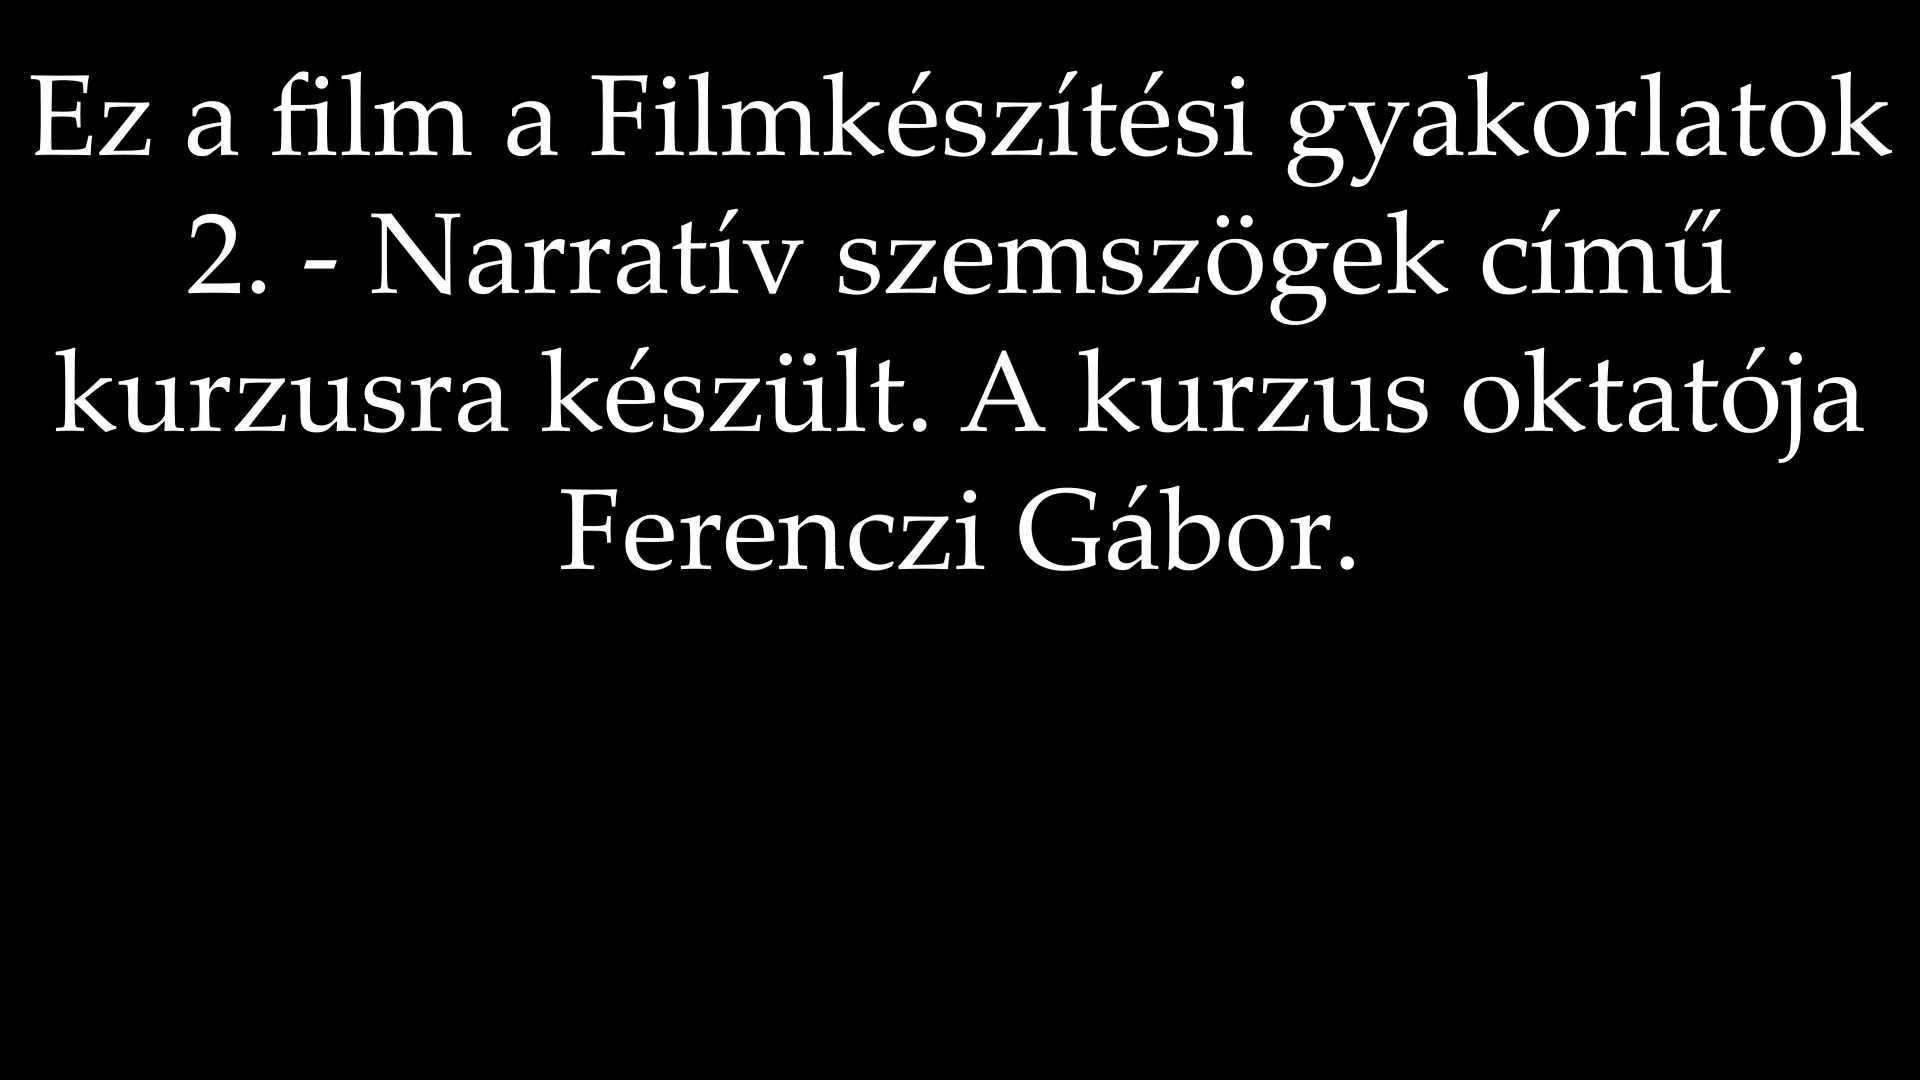 Ez a film a Filmkészítési gyakorlatok
2. - Narratív szemszögek című
kurzusra készült. A kurzus oktatója
Ferenczi Gábor.